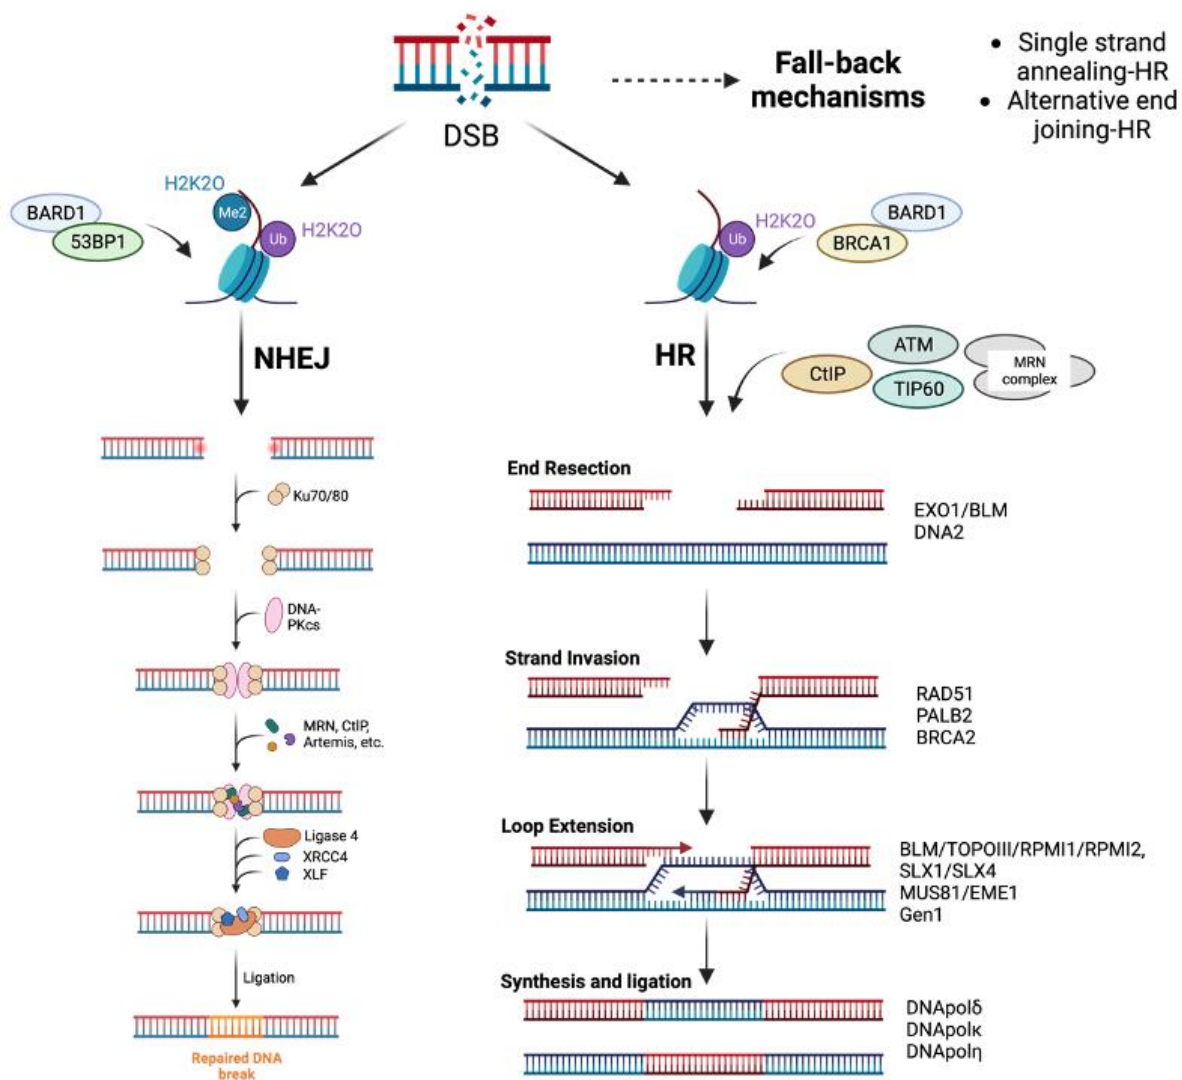 DSB
Fall-back
mechanisms
• Single strand
annealing-HR
• Alternative end
joining-HR
H2K2O
Me2
BARD1
53BP1
Ub
H2K2O
H2K2O
Ub
BARD1
BRCA1
NHEJ
HR
ATM
CtIP
TIP60
MRN
complex
Ku70/80
DNA-
PKcs
MRN, CtIP,
Artemis, etc.
Ligase 4
XRCC4
XLF
Ligation
Repaired DNA
break
End Resection
EXO1/BLM
DNA2
Strand Invasion
RAD51
PALB2
BRCA2
Loop Extension
BLM/TOPOIII/RPMI1/RPMI2,
SLX1/SLX4
MUS81/EME1
Gen1
Synthesis and ligation
DNApolδ
DNApolκ
DNApolη